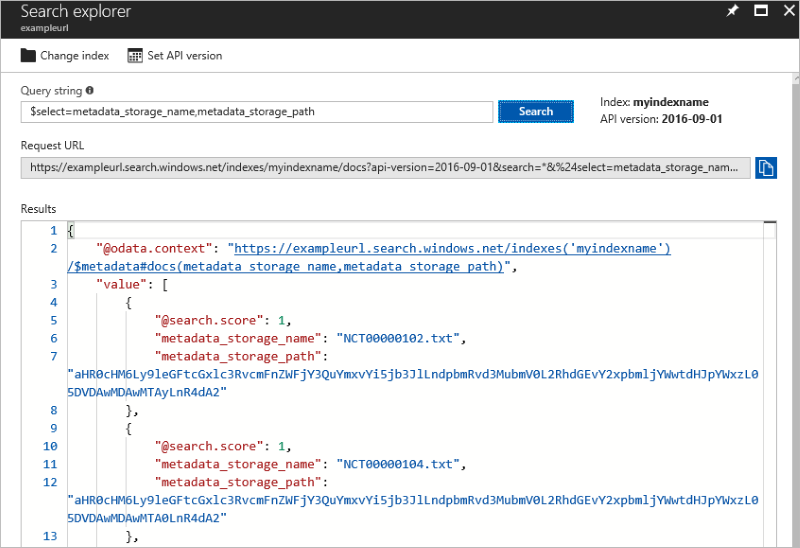 Search explorer
exampleurl
Change index
Set API version
Query string
$select=metadata_storage_name,metadata_storage_path
Search
Index: myindexname
API version: 2016-09-01
Request URL
https://exampleurl.search.windows.net/indexes/myindexname/docs?api-version=2016-09-01&search=*&%24select=metadata_storage_nam...
Results
1 {
2 "@odata.context": "https://exampleurl.search.windows.net/indexes('myindexname')
/$metadata#docs(metadata_storage_name,metadata_storage_path)",
3 "value": [
4 {
5 "@search.score": 1,
6 "metadata_storage_name": "NCT00000102.txt",
7 "metadata_storage_path":
"aHR0cHM6Ly9leGFtcGxlc3RvcmFnZWFjY3QuYmxvYi5jb3JlLndpbmRvd3MubmV0L2RhdGEvY2xpbmljYWwtdHJpYWxzL0
5DVDAwMDAwMTAyLnR4dA2"
8 },
9 {
10 "@search.score": 1,
11 "metadata_storage_name": "NCT00000104.txt",
12 "metadata_storage_path":
"aHR0cHM6Ly9leGFtcGxlc3RvcmFnZWFjY3QuYmxvYi5jb3JlLndpbmRvd3MubmV0L2RhdGEvY2xpbmljYWwtdHJpYWxzL0
5DVDAwMDAwMTA0LnR4dA2"
13 },